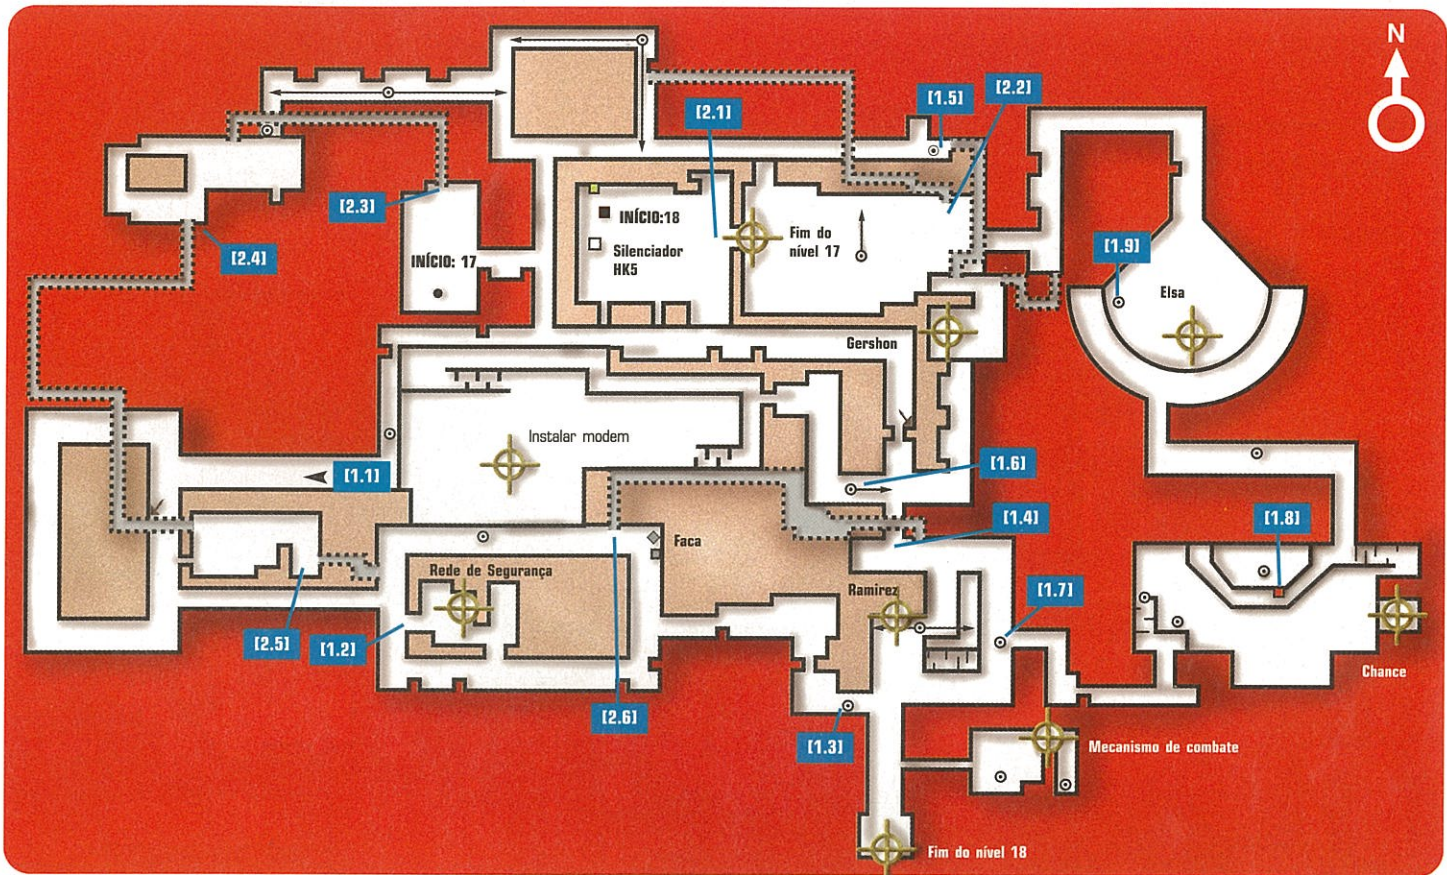 N
[1.5]
[2.2]
[2.1]
[2.3]
INÍCIO:18
Silenciador
HK5
Fim do
nível 17
[2.4]
INÍCIO: 17
[1.9]
Elsa
Gershon
Instalar modem
[1.1]
[1.6]
[1.4]
[1.8]
Faca
Rede de Segurança
Ramirez
[1.7]
[2.5]
[1.2]
Chance
[2.6]
[1.3]
Mecanismo de combate
Fim do nível 18